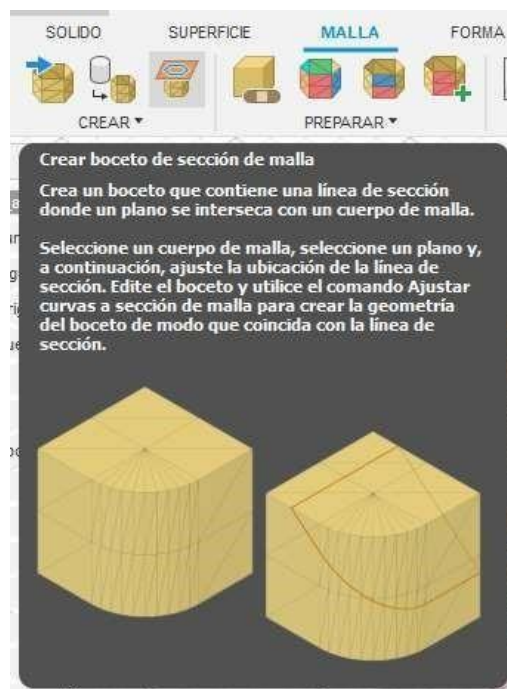 SOLIDO SUPERFICIE MALLA FORMA
CREAR PREPARAR
Crear boceto de sección de malla
Crea un boceto que contiene una línea de sección
donde un plano se interseca con un cuerpo de malla.
Seleccione un cuerpo de malla, seleccione un plano y,
a continuación, ajuste la ubicación de la línea de
sección. Edite el boceto y utilice el comando Ajustar
curvas a sección de malla para crear la geometría
del boceto de modo que coincida con la línea de
sección.